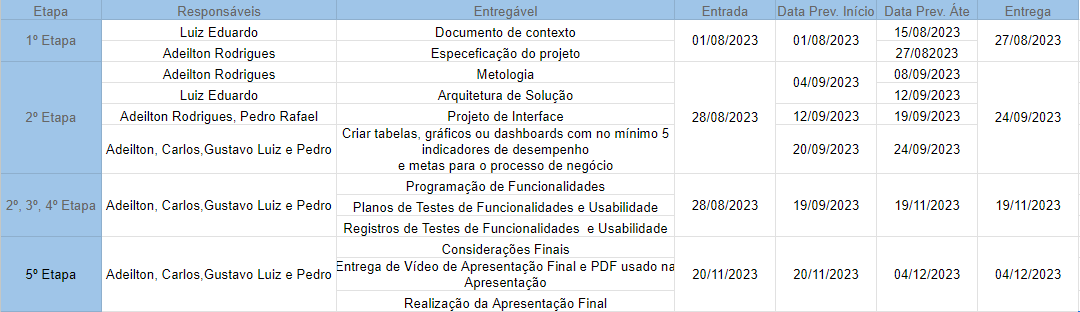 Etapa Responsáveis Entregável Entrada Data Prev. Início Data Prev. Áte Entrega
1º Etapa Luiz Eduardo Documento de contexto 01/08/2023 01/08/2023 15/08/2023 27/08/2023
Adeilton Rodrigues Especeficação do projeto 27/082023
2º Etapa Adeilton Rodrigues Metologia 28/08/2023 04/09/2023 08/09/2023 24/09/2023
Luiz Eduardo Arquitetura de Solução 12/09/2023
Adeilton Rodrigues, Pedro Rafael Projeto de Interface 12/09/2023 19/09/2023
Adeilton, Carlos,Gustavo Luiz e Pedro Criar tabelas, gráficos ou dashboards com no mínimo 5
indicadores de desempenho
e metas para o processo de negócio 20/09/2023 24/09/2023
2º, 3º, 4º Etapa Adeilton, Carlos,Gustavo Luiz e Pedro Programação de Funcionalidades 28/08/2023 19/09/2023 19/11/2023 19/11/2023
Planos de Testes de Funcionalidades e Usabilidade
Registros de Testes de Funcionalidades e Usabilidade
5º Etapa Adeilton, Carlos,Gustavo Luiz e Pedro Considerações Finais 20/11/2023 20/11/2023 04/12/2023 04/12/2023
Entrega de Vídeo de Apresentação Final e PDF usado na
Apresentação
Realização da Apresentação Final